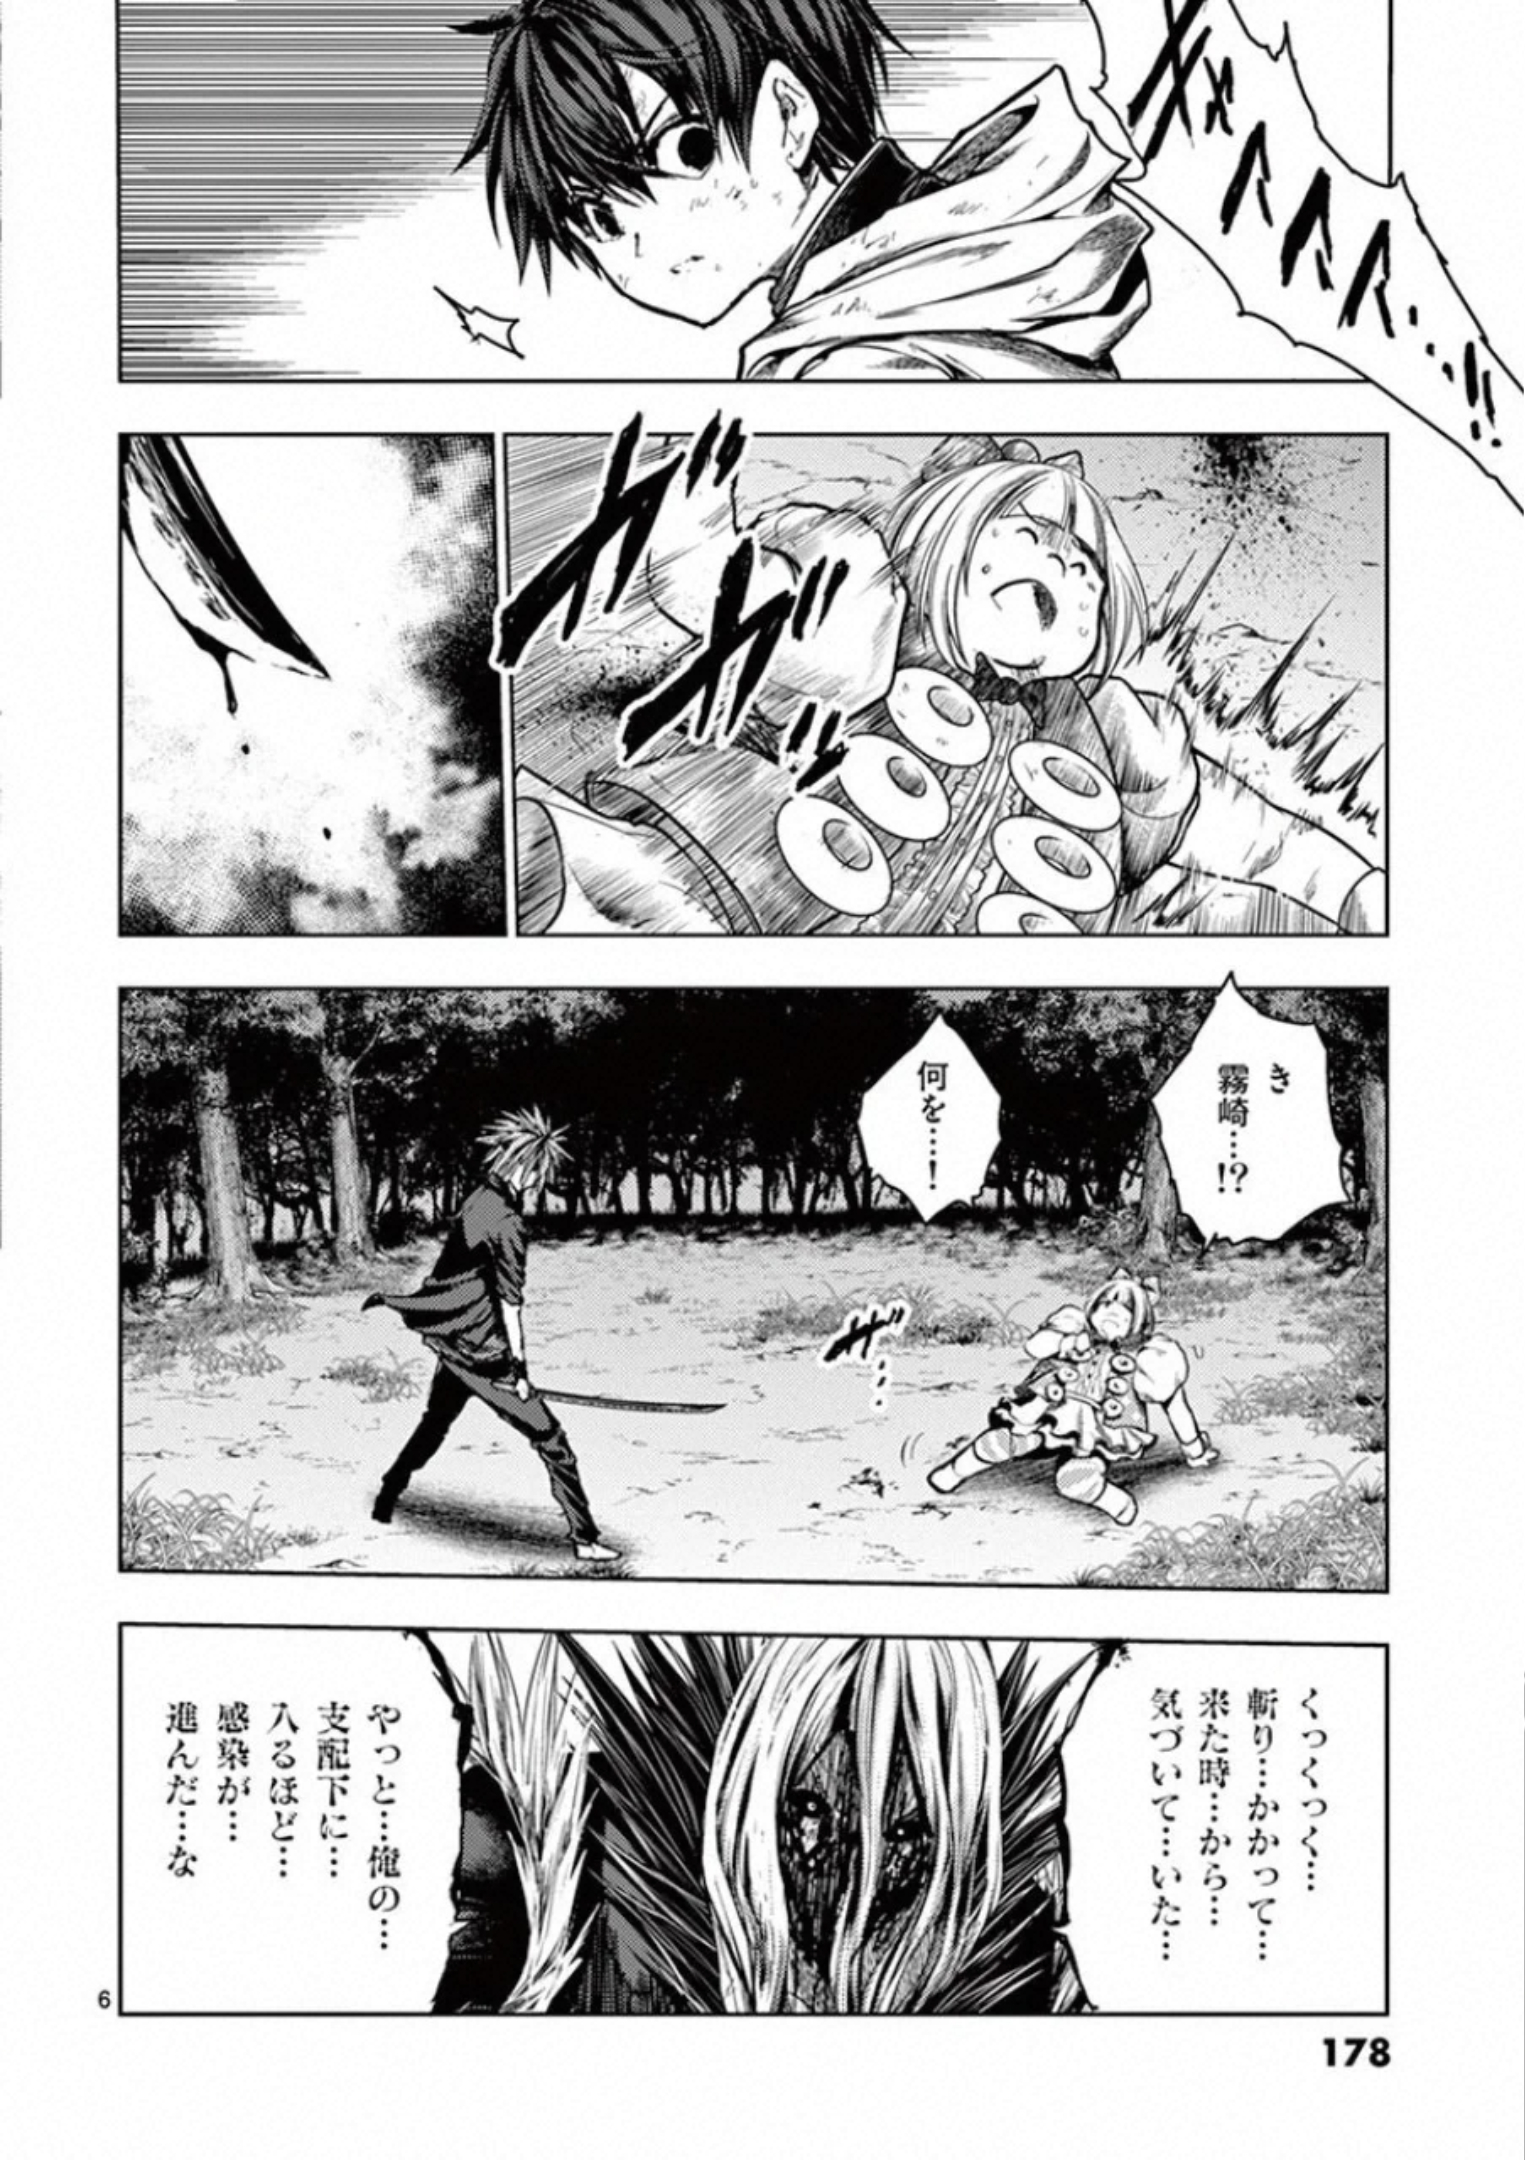 ギャアアア…!!
ズザザッ
き
霧崎…!?
何を…!
ザ…
くっくっくっ…
斬り…かかって…
来た時…から…
気づいて…いた…
やっと…俺の…
支配下に…
入るほど…
感染が…
進んだ…な
6
178